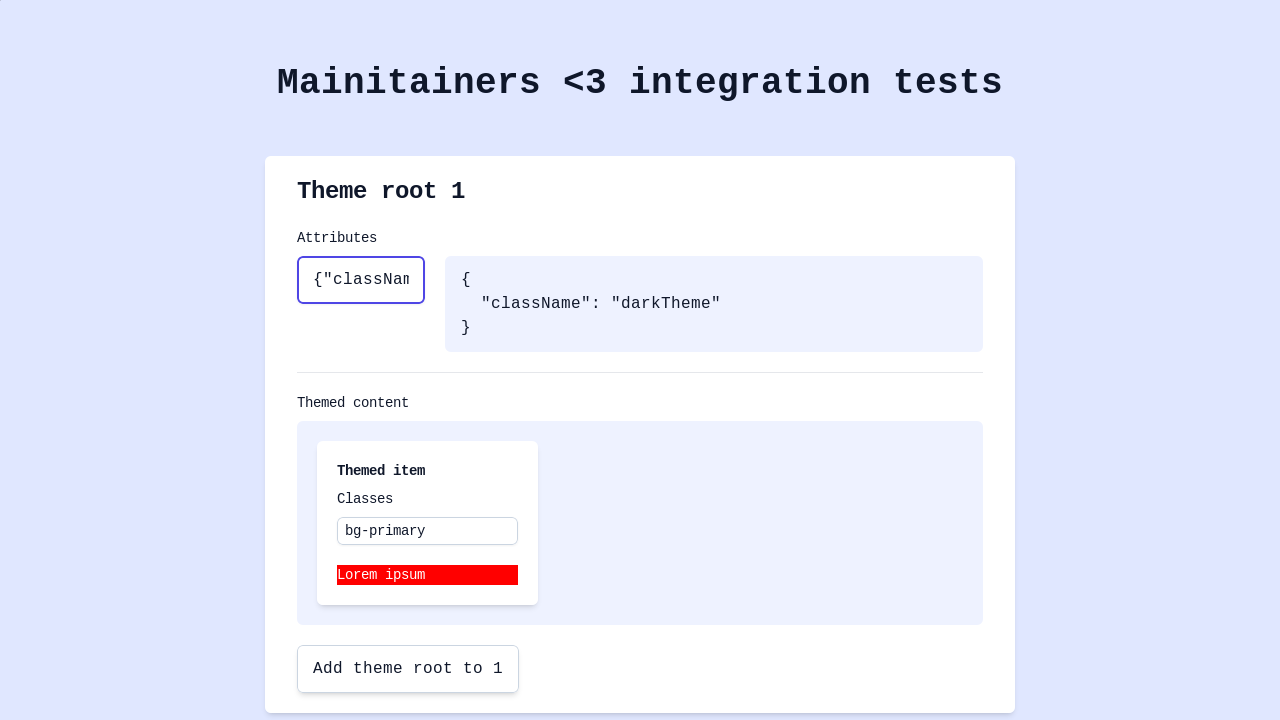 Mainitainers <3 integration tests
Theme root 1
Attributes
{"classNam
{
"className": "darkTheme"
}
Themed content
Themed item
Classes
bg-primary
Lorem ipsum
Add theme root to 1